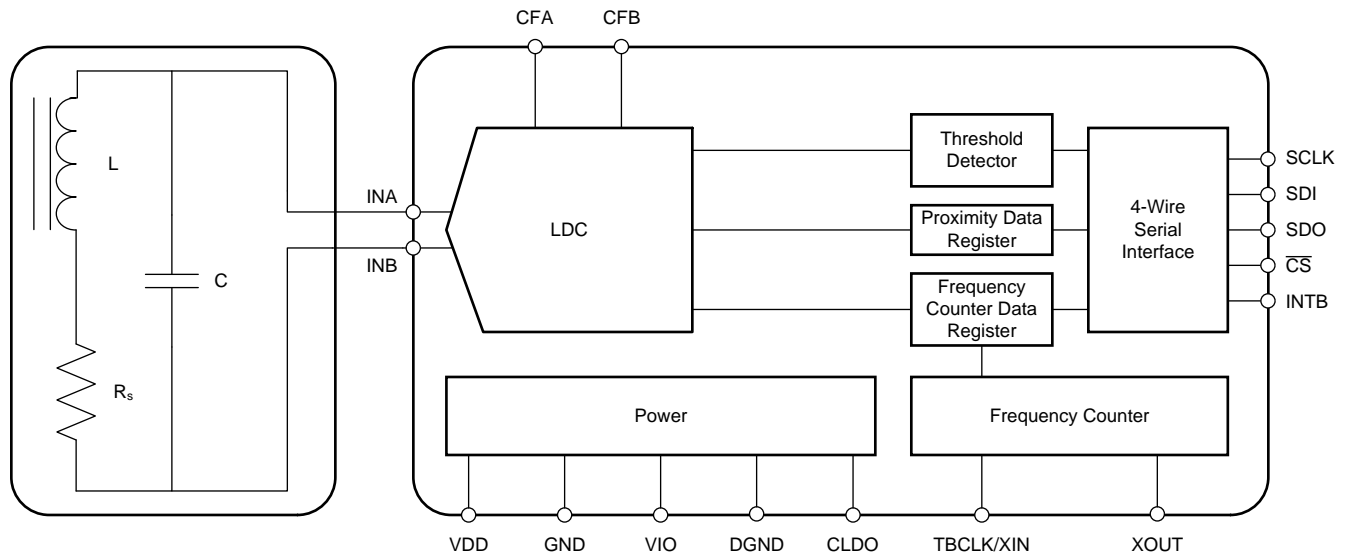 CFA
CFB
L
C
Rₛ
INA
INB
LDC
Threshold
Detector
Proximity Data
Register
Frequency
Counter Data
Register
4-Wire
Serial
Interface
SCLK
SDI
SDO
C̅S̅
INTB
Power
Frequency Counter
VDD
GND
VIO
DGND
CLDO
TBCLK/XIN
XOUT